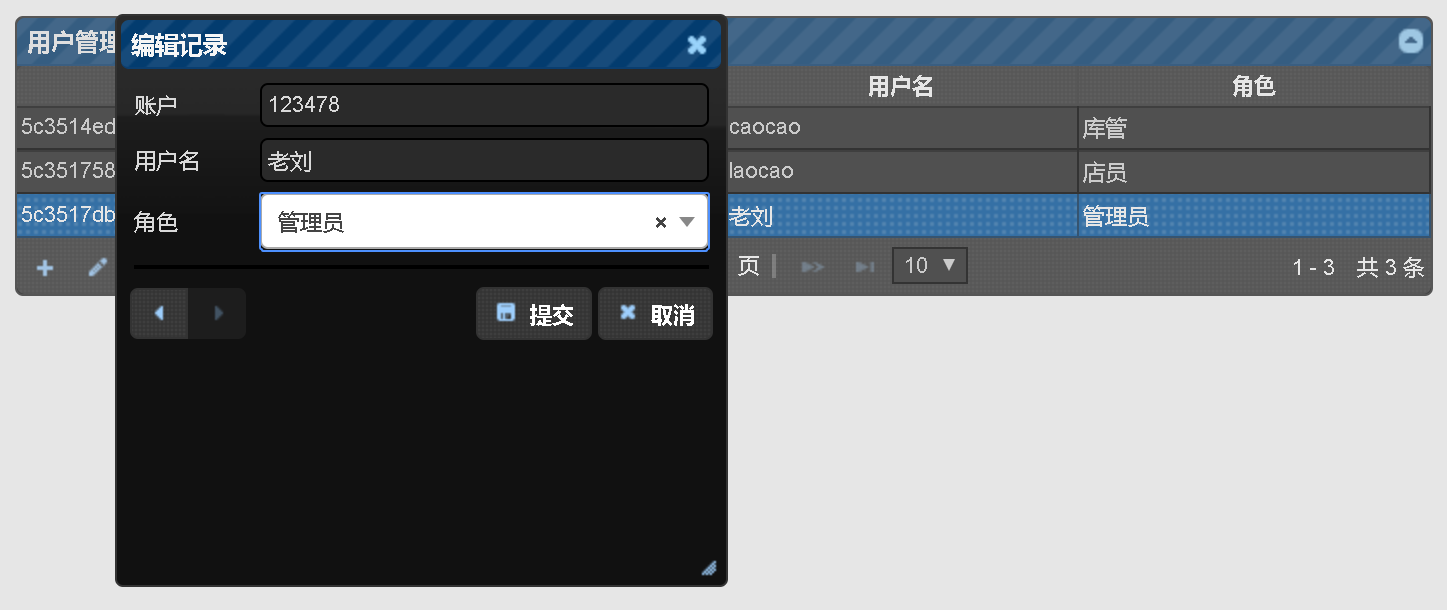 用户管理
编辑记录
用户名 角色
账户 123478
5c3514ed caocao 库管
用户名 老刘
5c351758 laocao 店员
角色 管理员
5c3517db 老刘 管理员
页 10 1 - 3 共 3 条
提交 取消